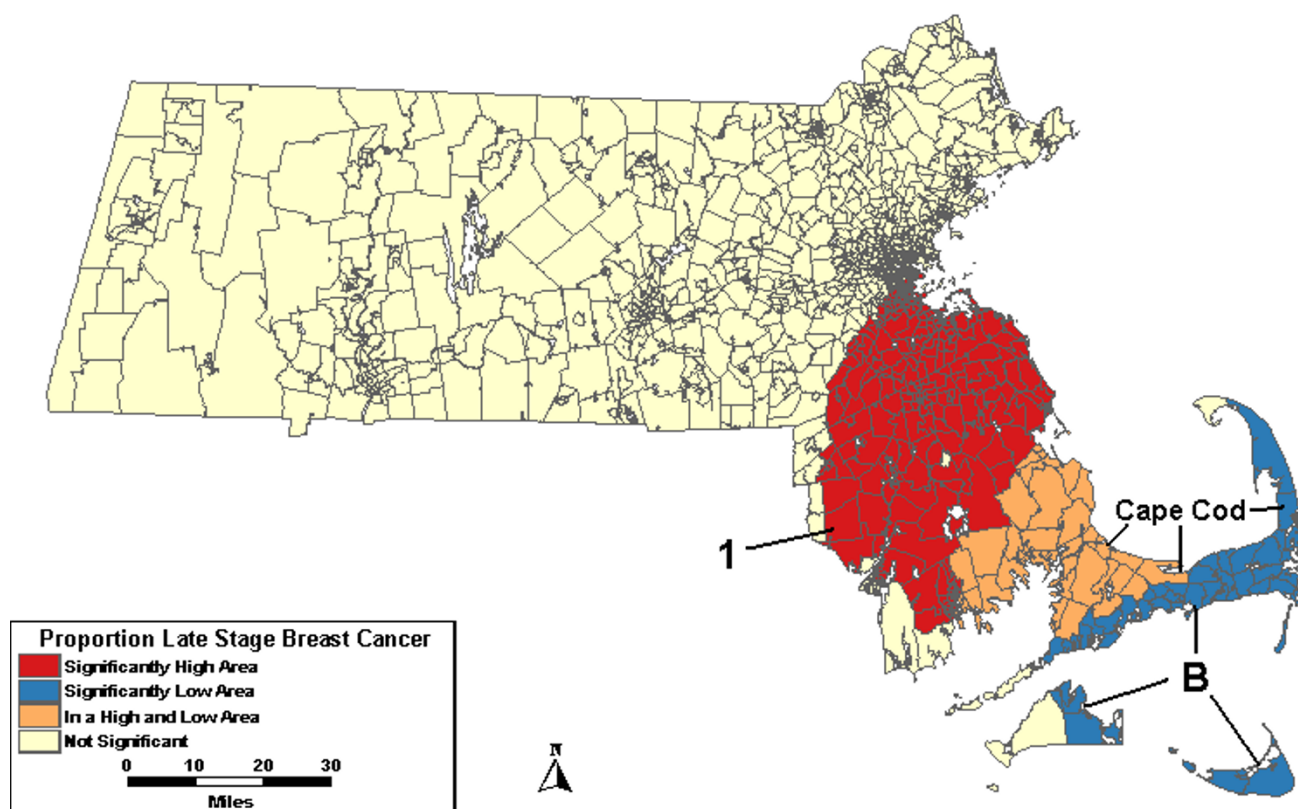 Cape Cod
1
B
Proportion Late Stage Breast Cancer
Significantly High Area
Significantly Low Area
In a High and Low Area
Not Significant
0 10 20 30
Miles
N